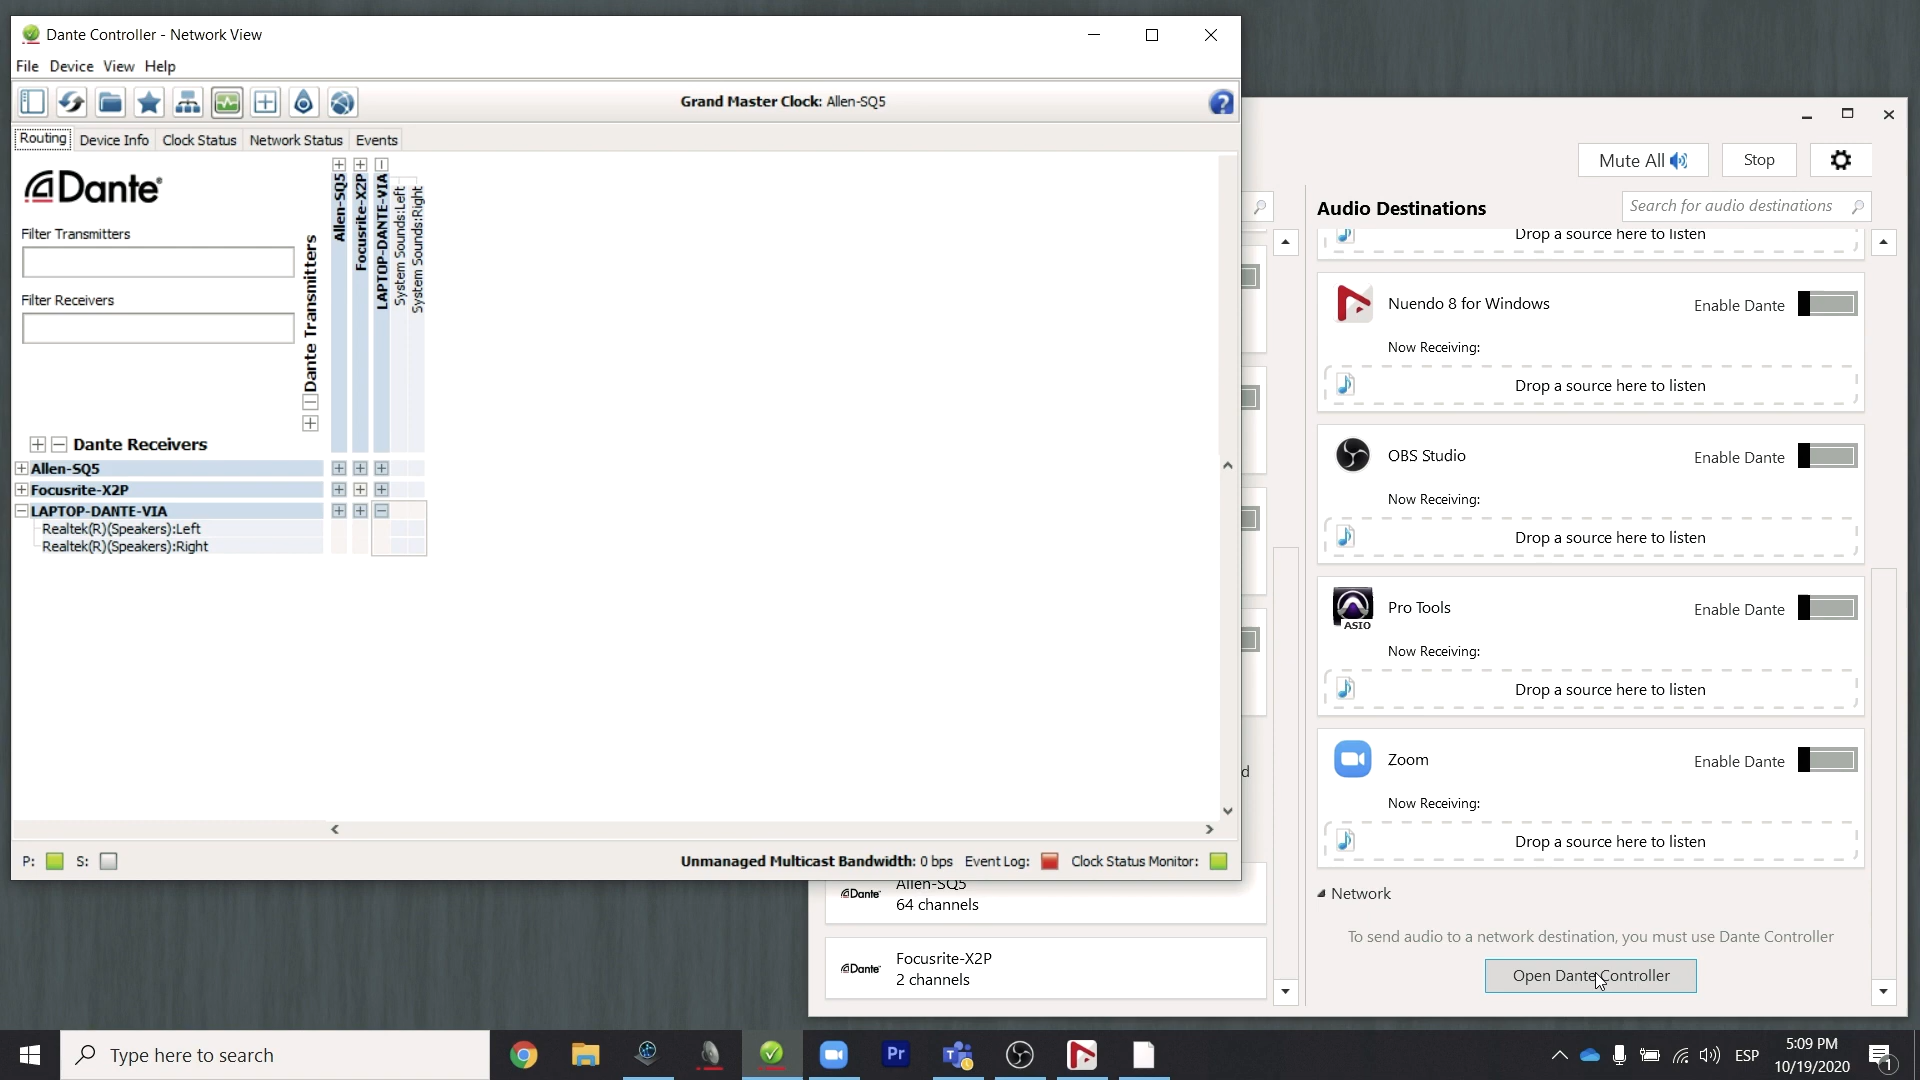 Dante Controller - Network View
File Device View Help
Grand Master Clock: Allen-SQ5
?
Routing Device Info Clock Status Network Status Events
Dante
Filter Transmitters
Filter Receivers
Dante Transmitters
Allen-SQ5
Focusrite-X2P
LAPTOP-DANTE-VIA
System Sounds:Left
System Sounds:Right
Dante Receivers
Allen-SQ5
Focusrite-X2P
LAPTOP-DANTE-VIA
Realtek(R)(Speakers):Left
Realtek(R)(Speakers):Right
P: S:
Unmanaged Multicast Bandwidth: 0 bps Event Log: Clock Status Monitor:
Mute All Stop
Audio Destinations
Search for audio destinations
Drop a source here to listen
Nuendo 8 for Windows
Enable Dante
Now Receiving:
Drop a source here to listen
OBS Studio
Enable Dante
Now Receiving:
Drop a source here to listen
ASIO
Pro Tools
Enable Dante
Now Receiving:
Drop a source here to listen
Zoom
Enable Dante
Now Receiving:
Drop a source here to listen
d
Network
To send audio to a network destination, you must use Dante Controller
Open Dante Controller
Dante
Allen-SQ5
64 channels
Dante
Focusrite-X2P
2 channels
Type here to search
Pr
T
ESP
5:09 PM
10/19/2020
1